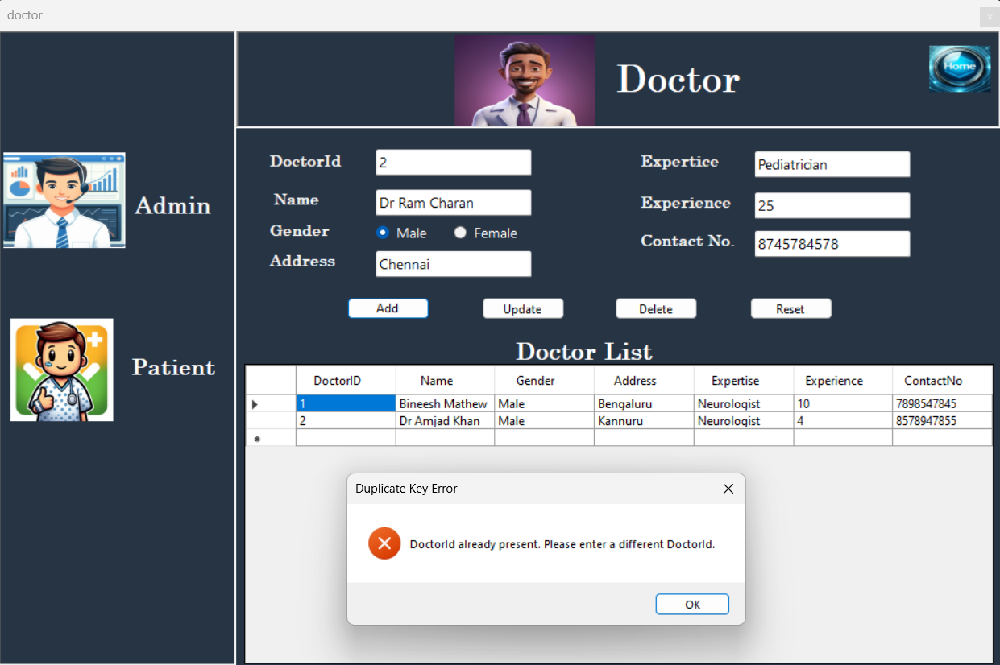 doctor
Doctor
Home
Admin
Patient
DoctorId 2
Expertice Pediatrician
Name Dr Ram Charan
Experience 25
Gender Male Female
Contact No. 8745784578
Address Chennai
Add Update Delete Reset
Doctor List
DoctorID Name Gender Address Expertise Experience ContactNo
1 Bineesh Mathew Male Bengaluru Neurologist 10 7898547845
2 Dr Amjad Khan Male Kannuru Neurologist 4 8578947855
Duplicate Key Error
DoctorId already present. Please enter a different DoctorId.
OK